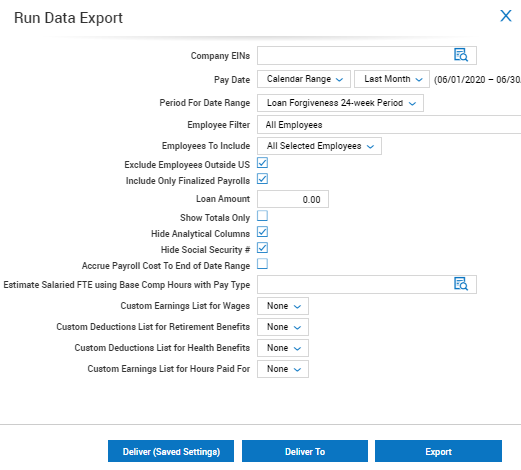 Run Data Export
Company EINs
Pay Date Calendar Range Last Month (06/01/2020 – 06/30
Period For Date Range Loan Forgiveness 24-week Period
Employee Filter All Employees
Employees To Include All Selected Employees
Exclude Employees Outside US
Include Only Finalized Payrolls
Loan Amount 0.00
Show Totals Only
Hide Analytical Columns
Hide Social Security #
Accrue Payroll Cost To End of Date Range
Estimate Salaried FTE using Base Comp Hours with Pay Type
Custom Earnings List for Wages None
Custom Deductions List for Retirement Benefits None
Custom Deductions List for Health Benefits None
Custom Earnings List for Hours Paid For None
Deliver (Saved Settings) Deliver To Export